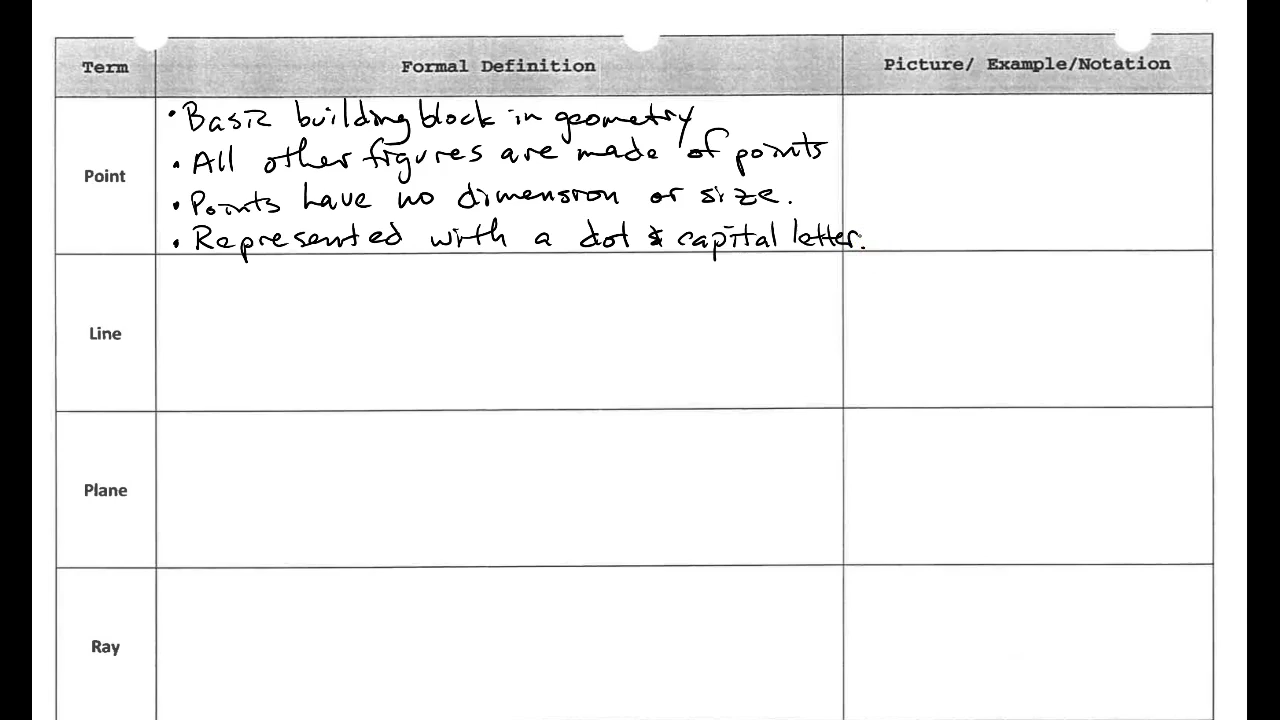 Term Formal Definition Picture/ Example/Notation
• Basic building block in geometry
• All other figures are made of points
Point
• Points have no dimension or size.
• Represented with a dot & capital letter.
Line
Plane
Ray